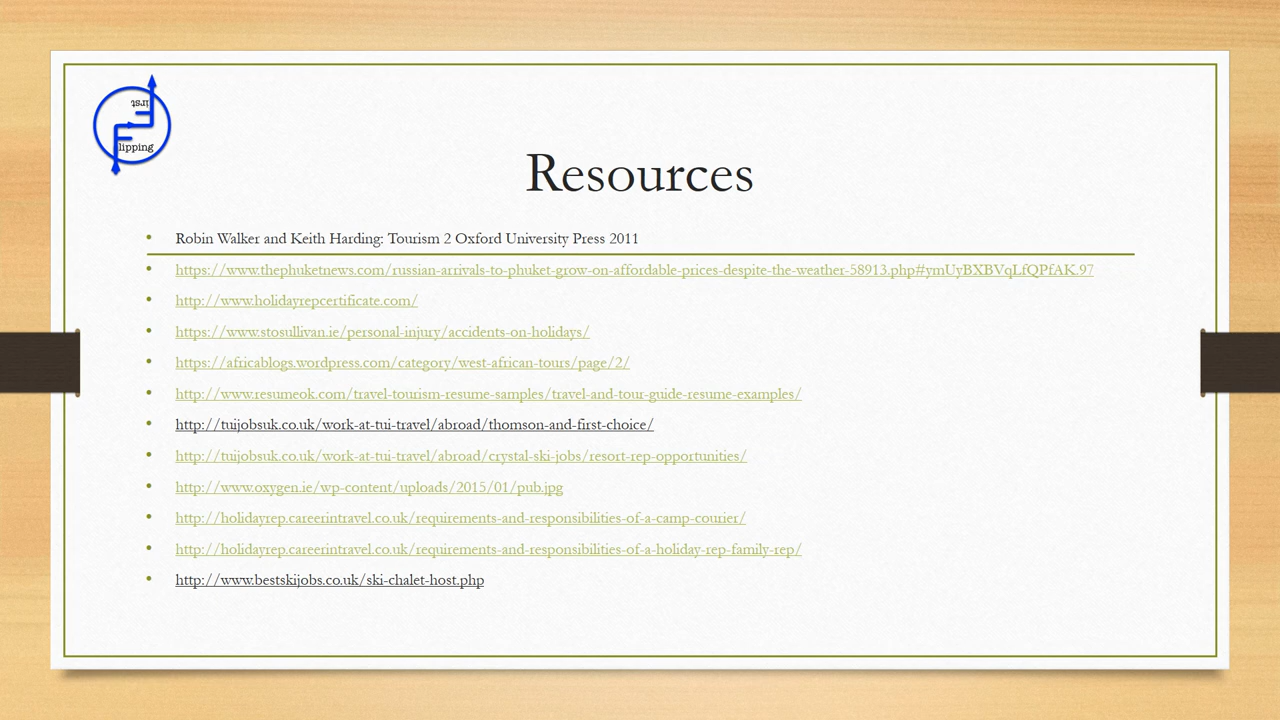 irst
lipping
Resources
• Robin Walker and Keith Harding: Tourism 2 Oxford University Press 2011
• https://www.thephuketnews.com/russian-arrivals-to-phuket-grow-on-affordable-prices-despite-the-weather-58913.php#ymUyBXBVqLfQPfAK.97
• http://www.holidayrepcertificate.com/
• https://www.stosullivan.ie/personal-injury/accidents-on-holidays/
• https://africablogs.wordpress.com/category/west-african-tours/page/2/
• http://www.resumeok.com/travel-tourism-resume-samples/travel-and-tour-guide-resume-examples/
• http://tuijobsuk.co.uk/work-at-tui-travel/abroad/thomson-and-first-choice/
• http://tuijobsuk.co.uk/work-at-tui-travel/abroad/crystal-ski-jobs/resort-rep-opportunities/
• http://www.oxygen.ie/wp-content/uploads/2015/01/pub.jpg
• http://holidayrep.careerintravel.co.uk/requirements-and-responsibilities-of-a-camp-courier/
• http://holidayrep.careerintravel.co.uk/requirements-and-responsibilities-of-a-holiday-rep-family-rep/
• http://www.bestskijobs.co.uk/ski-chalet-host.php